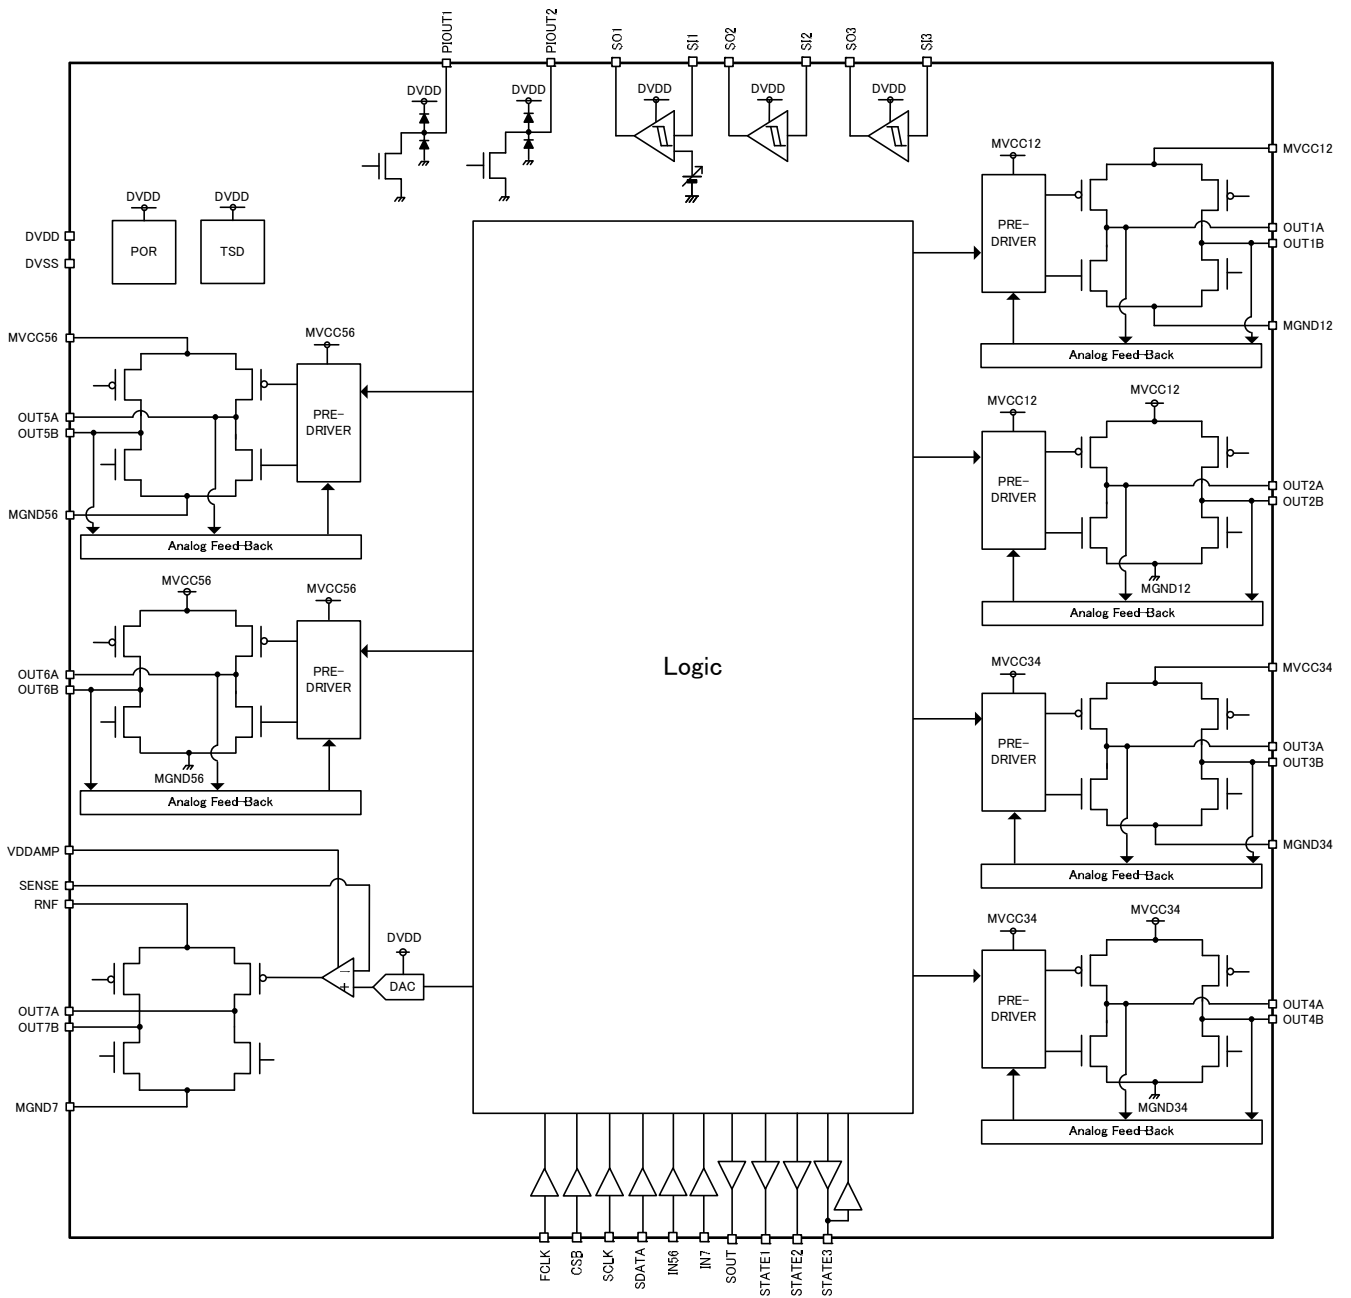 PIOUT1
PIOUT2
SO1
SI1
SO2
SI2
SO3
SI3
DVDD
DVDD
DVDD
DVDD
DVDD
DVDD
DVDD
POR
TSD
DVDD
DVSS
MVCC56
MVCC56
PRE-
DRIVER
OUT5A
OUT5B
MGND56
Analog Feed Back
MVCC56
MVCC56
PRE-
DRIVER
OUT6A
OUT6B
MGND56
Analog Feed Back
VDDAMP
SENSE
RNF
DVDD
DAC
−
+
OUT7A
OUT7B
MGND7
Logic
MVCC12
MVCC12
PRE-
DRIVER
OUT1A
OUT1B
MGND12
Analog Feed Back
MVCC12
MVCC12
PRE-
DRIVER
OUT2A
OUT2B
MGND12
Analog Feed Back
MVCC34
MVCC34
PRE-
DRIVER
OUT3A
OUT3B
MGND34
Analog Feed Back
MVCC34
MVCC34
PRE-
DRIVER
OUT4A
OUT4B
MGND34
Analog Feed Back
FCLK
CSB
SCLK
SDATA
IN56
IN7
SOUT
STATE1
STATE2
STATE3